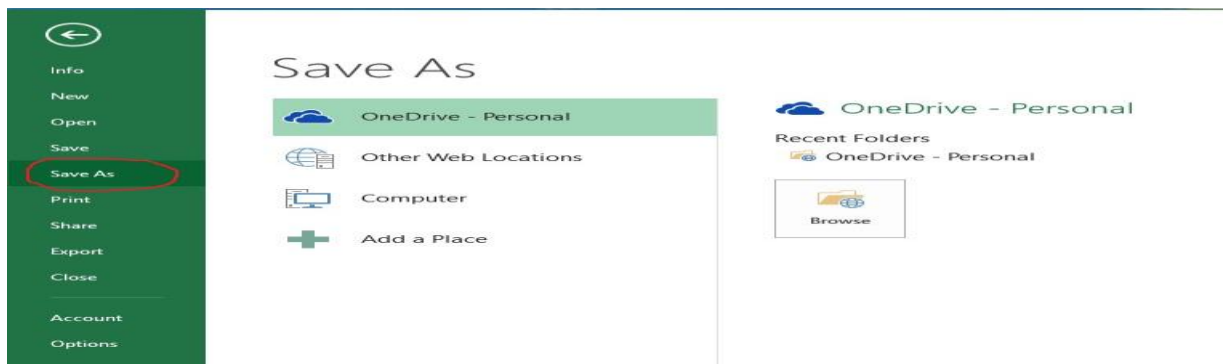 Info
New
Open
Save
Save As
Print
Share
Export
Close
Account
Options
Save As
OneDrive - Personal
Other Web Locations
Computer
Add a Place
OneDrive - Personal
Recent Folders
OneDrive - Personal
Browse